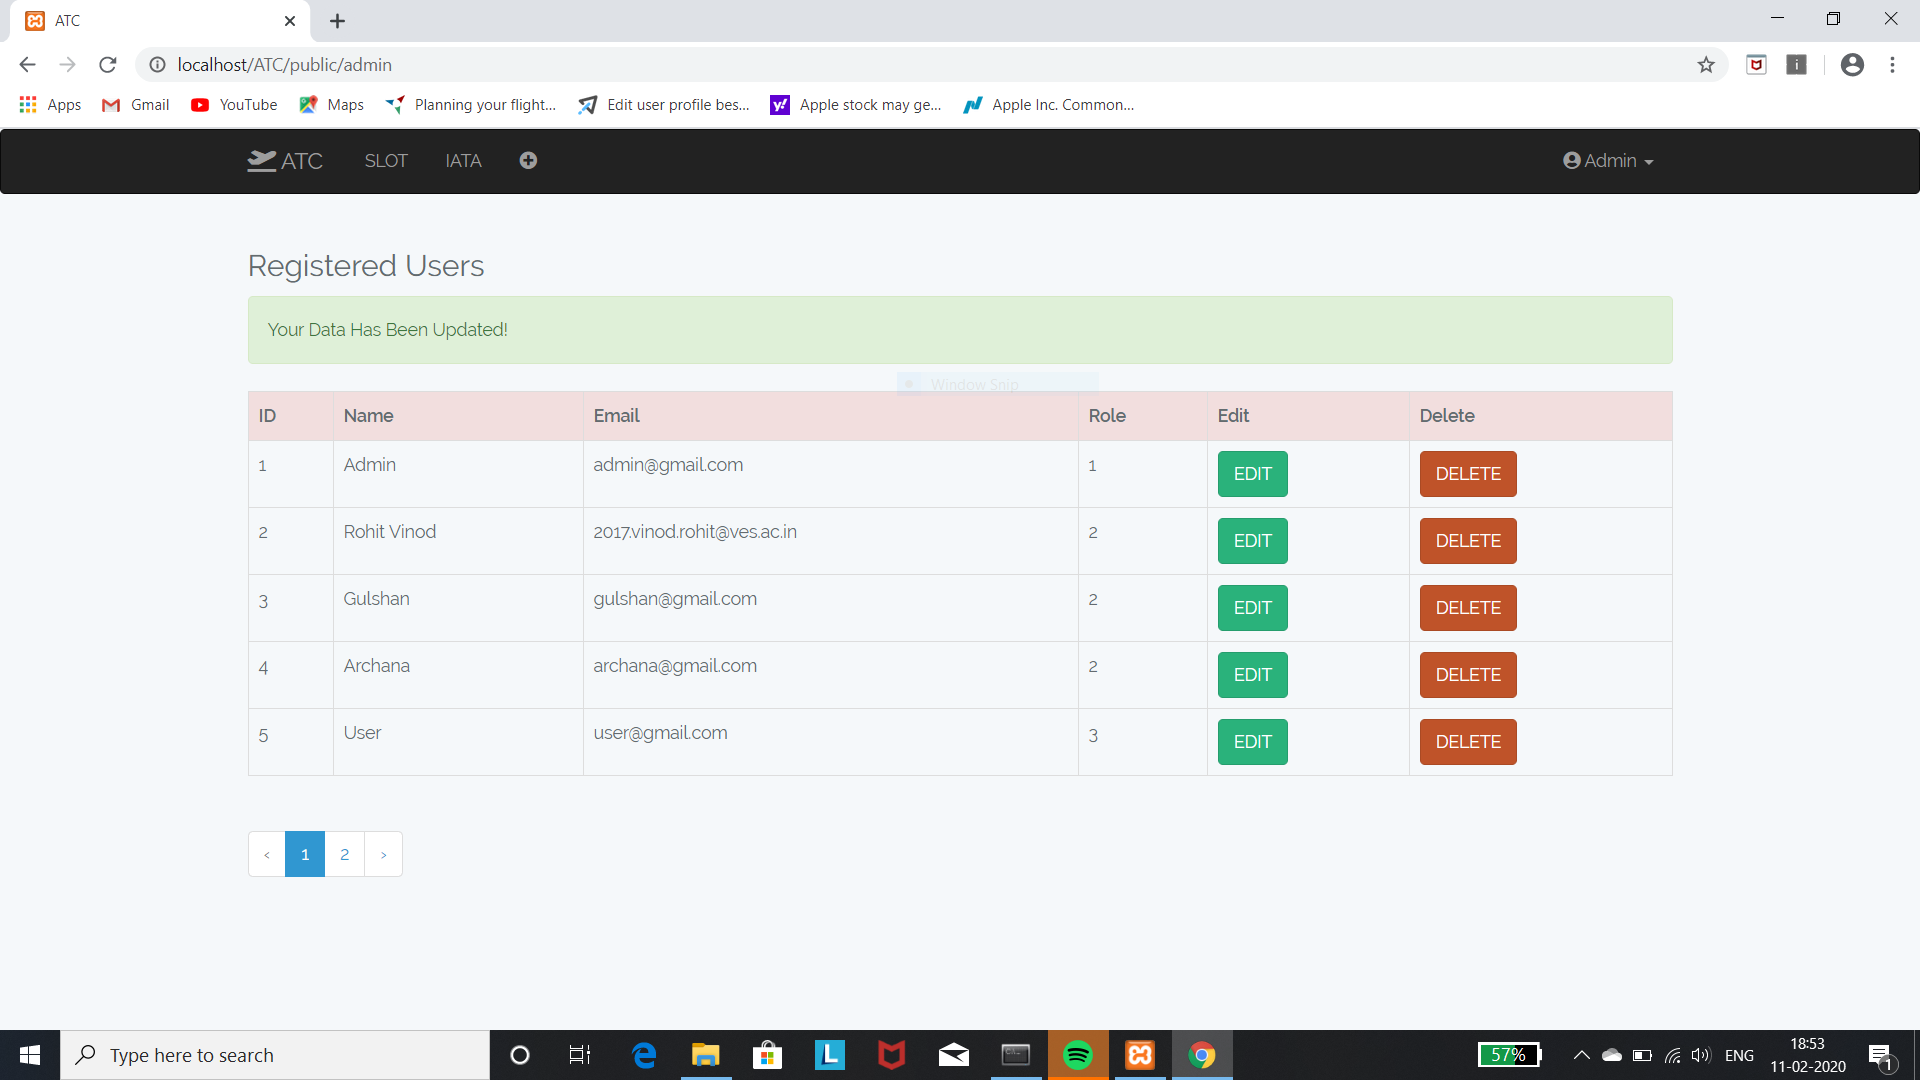 ATC
localhost/ATC/public/admin
Apps Gmail YouTube Maps Planning your flight... Edit user profile bes... Apple stock may ge... Apple Inc. Common...
ATC SLOT IATA Admin
Registered Users
Your Data Has Been Updated!
Window Snip
ID Name Email Role Edit Delete
1 Admin admin@gmail.com 1 EDIT DELETE
2 Rohit Vinod 2017.vinod.rohit@ves.ac.in 2 EDIT DELETE
3 Gulshan gulshan@gmail.com 2 EDIT DELETE
4 Archana archana@gmail.com 2 EDIT DELETE
5 User user@gmail.com 3 EDIT DELETE
‹ 1 2 ›
Type here to search 57% ENG 18:53
11-02-2020 1